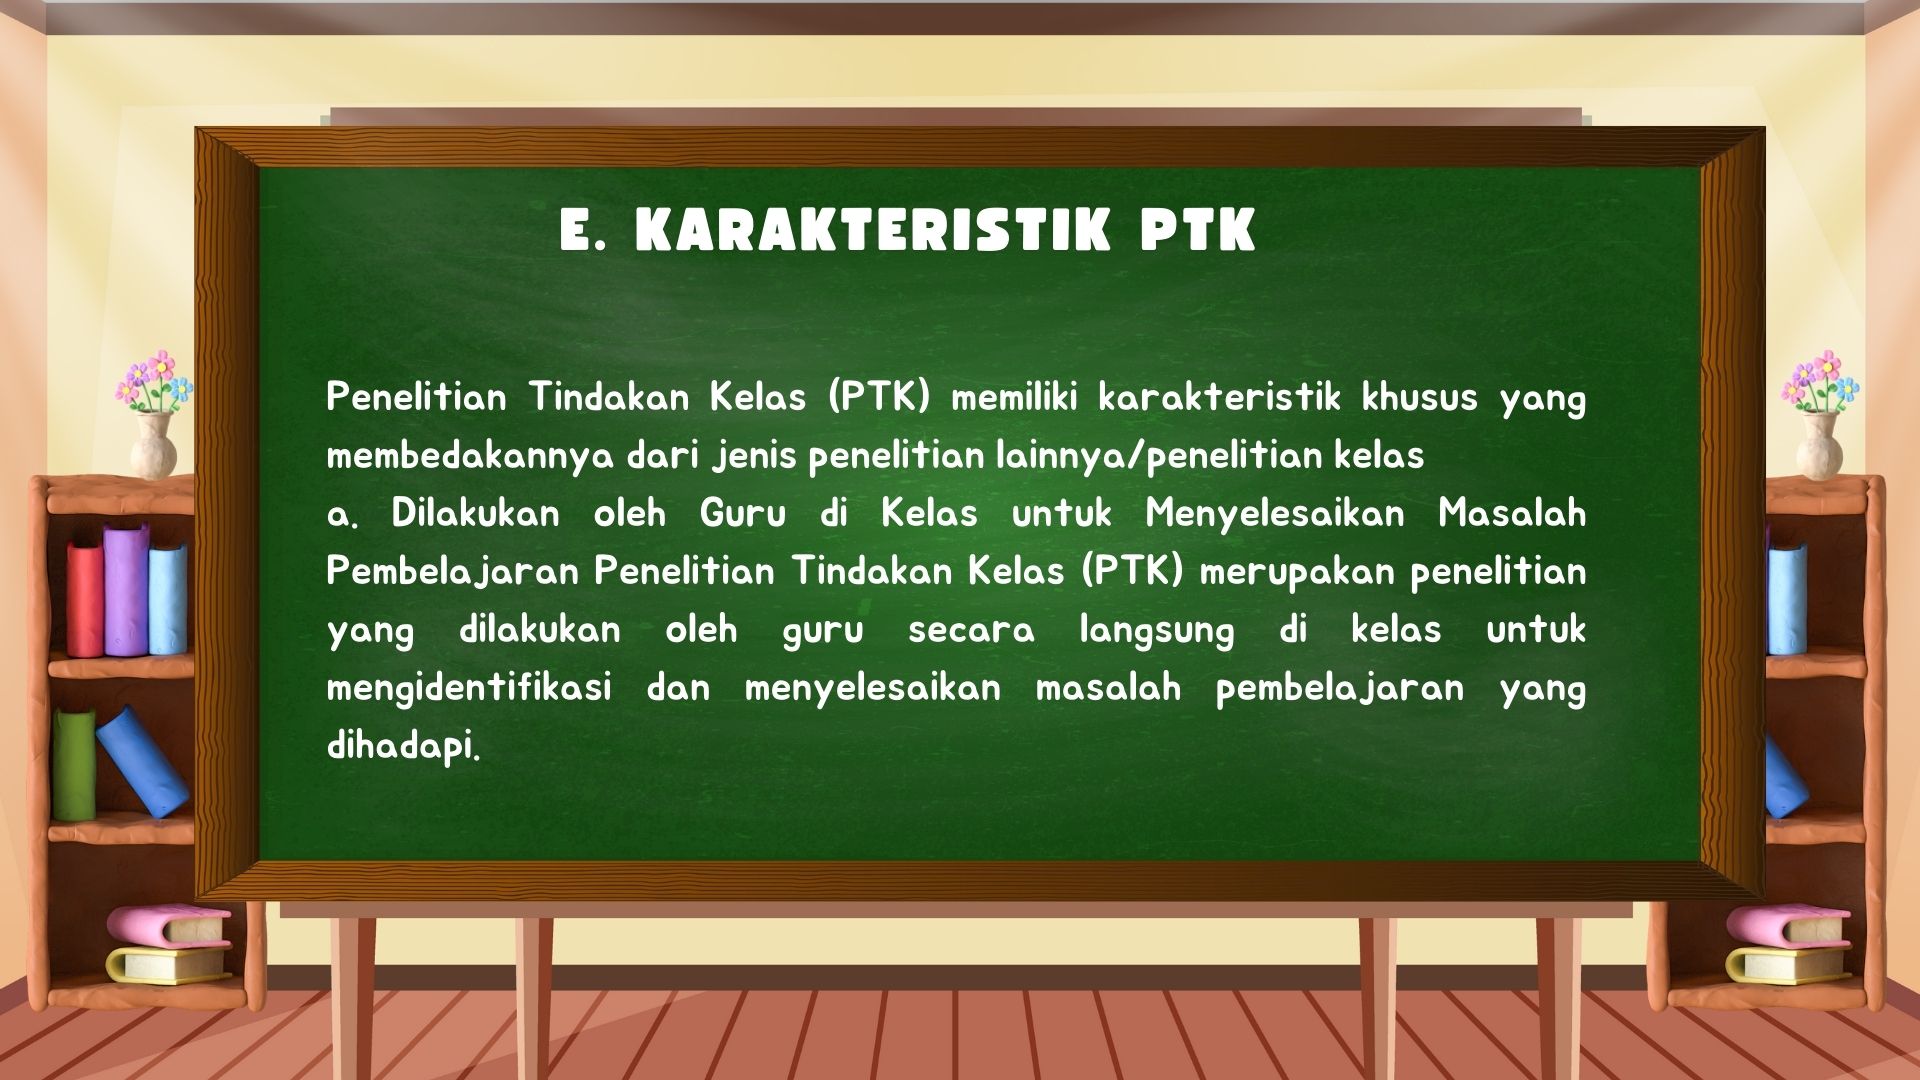 E. KARAKTERISTIK PTK
Penelitian Tindakan Kelas (PTK) memiliki karakteristik khusus yang
membedakannya dari jenis penelitian lainnya/penelitian kelas
a. Dilakukan oleh Guru di Kelas untuk Menyelesaikan Masalah
Pembelajaran Penelitian Tindakan Kelas (PTK) merupakan penelitian
yang dilakukan oleh guru secara langsung di kelas untuk
mengidentifikasi dan menyelesaikan masalah pembelajaran yang
dihadapi.